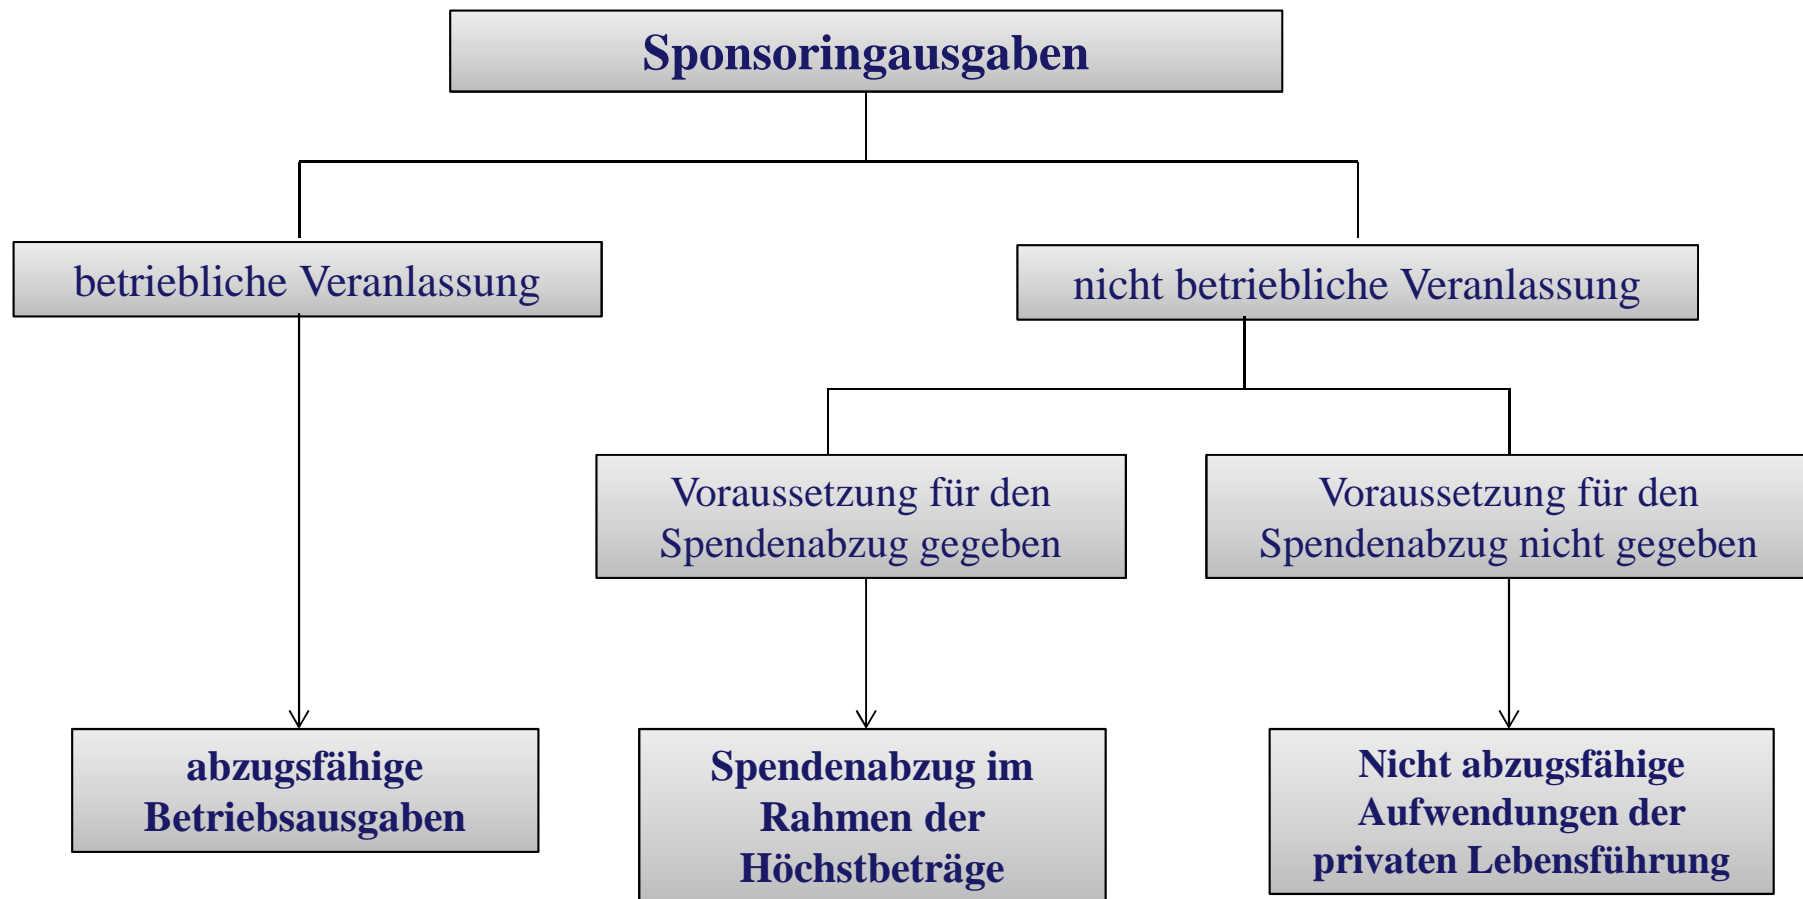 Sponsoringausgaben
betriebliche Veranlassung
nicht betriebliche Veranlassung
Voraussetzung für den
Spendenabzug gegeben
Voraussetzung für den
Spendenabzug nicht gegeben
abzugsfähige
Betriebsausgaben
Spendenabzug im
Rahmen der
Höchstbeträge
Nicht abzugsfähige
Aufwendungen der
privaten Lebensführung